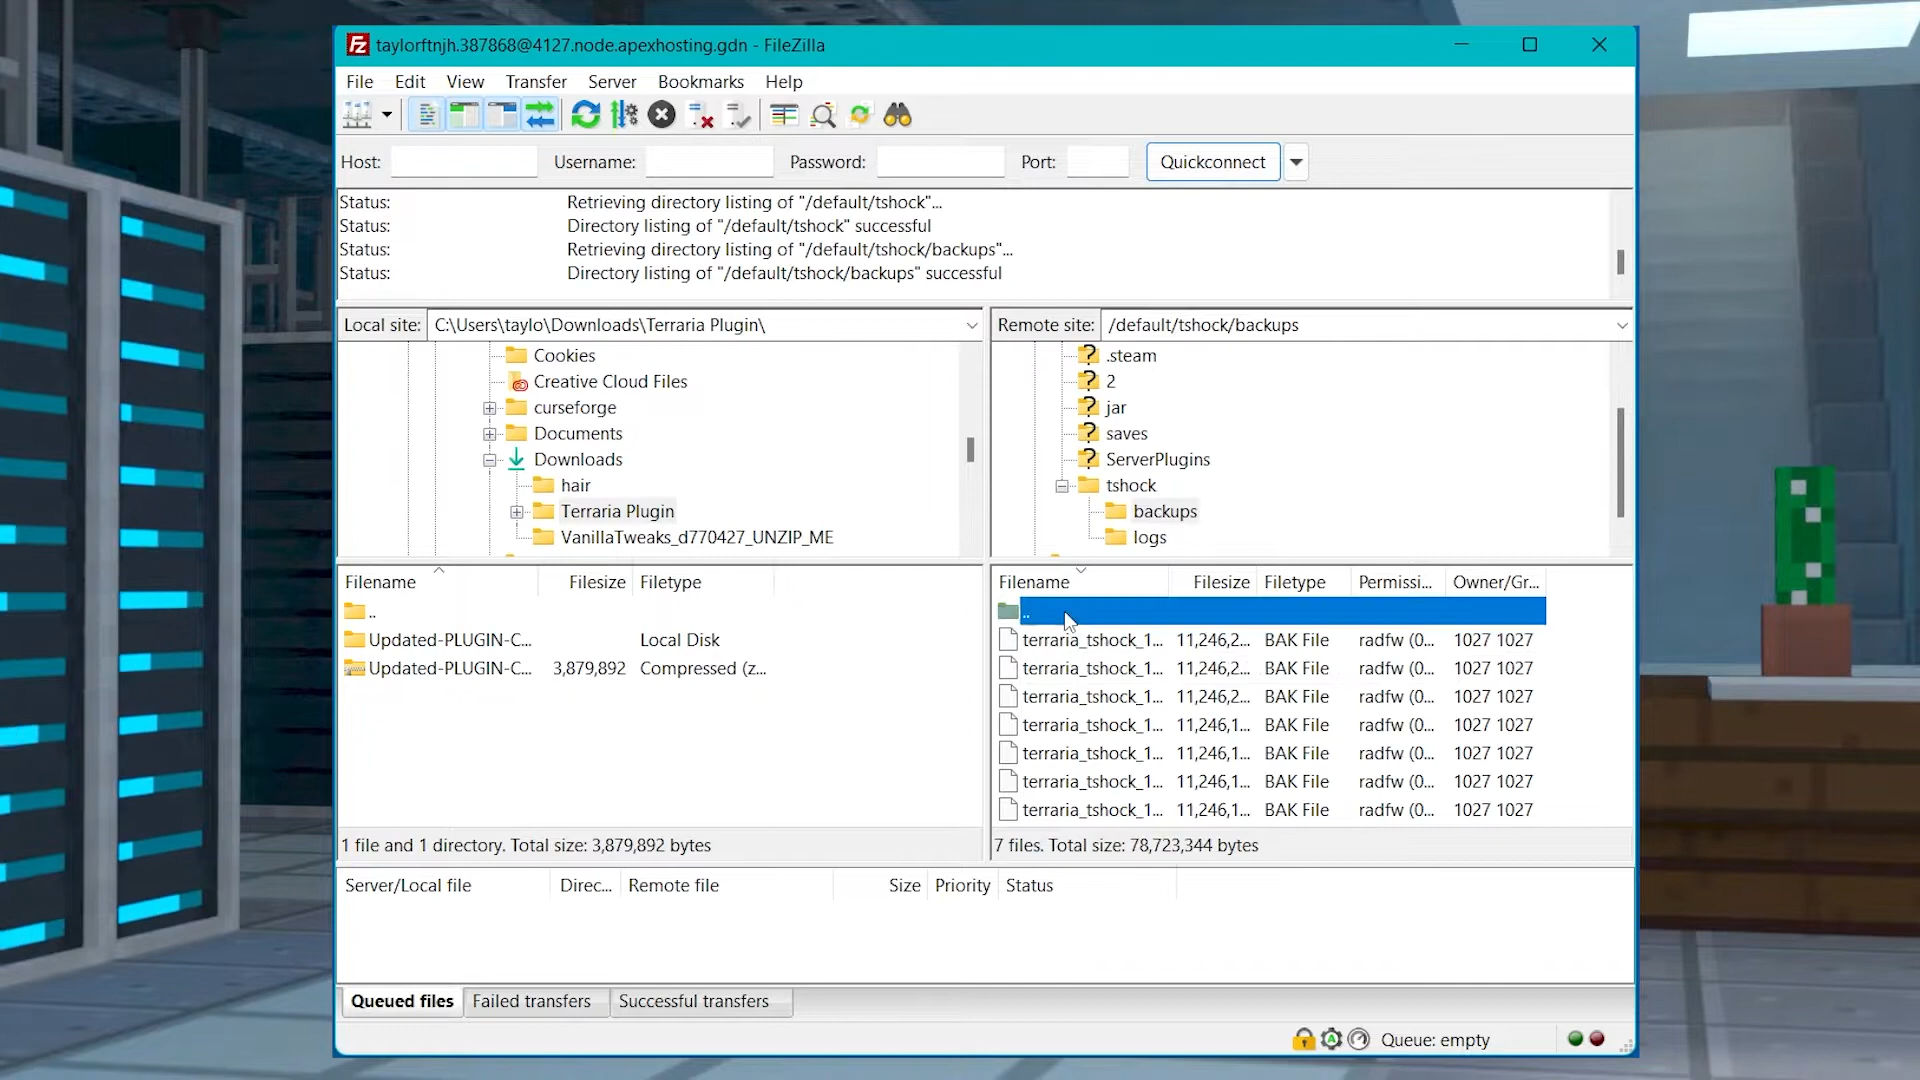 taylorftnjh.387868@4127.node.apexhosting.gdn - FileZilla
File Edit View Transfer Server Bookmarks Help
Host: Username: Password: Port: Quickconnect
Status: Retrieving directory listing of "/default/tshock"...
Status: Directory listing of "/default/tshock" successful
Status: Retrieving directory listing of "/default/tshock/backups"...
Status: Directory listing of "/default/tshock/backups" successful
Local site: C:\Users\taylo\Downloads\Terraria Plugin\
Cookies
Creative Cloud Files
curseforge
Documents
Downloads
hair
Terraria Plugin
VanillaTweaks_d770427_UNZIP_ME
Remote site: /default/tshock/backups
.steam
2
jar
saves
ServerPlugins
tshock
backups
logs
Filename Filesize Filetype
..
Updated-PLUGIN-C... Local Disk
Updated-PLUGIN-C... 3,879,892 Compressed (z...
1 file and 1 directory. Total size: 3,879,892 bytes
Filename Filesize Filetype Permissi... Owner/Gr...
..
terraria_tshock_1... 11,246,2... BAK File radfw (0... 1027 1027
terraria_tshock_1... 11,246,2... BAK File radfw (0... 1027 1027
terraria_tshock_1... 11,246,2... BAK File radfw (0... 1027 1027
terraria_tshock_1... 11,246,1... BAK File radfw (0... 1027 1027
terraria_tshock_1... 11,246,1... BAK File radfw (0... 1027 1027
terraria_tshock_1... 11,246,1... BAK File radfw (0... 1027 1027
terraria_tshock_1... 11,246,1... BAK File radfw (0... 1027 1027
7 files. Total size: 78,723,344 bytes
Server/Local file Direc... Remote file Size Priority Status
Queued files Failed transfers Successful transfers
Queue: empty